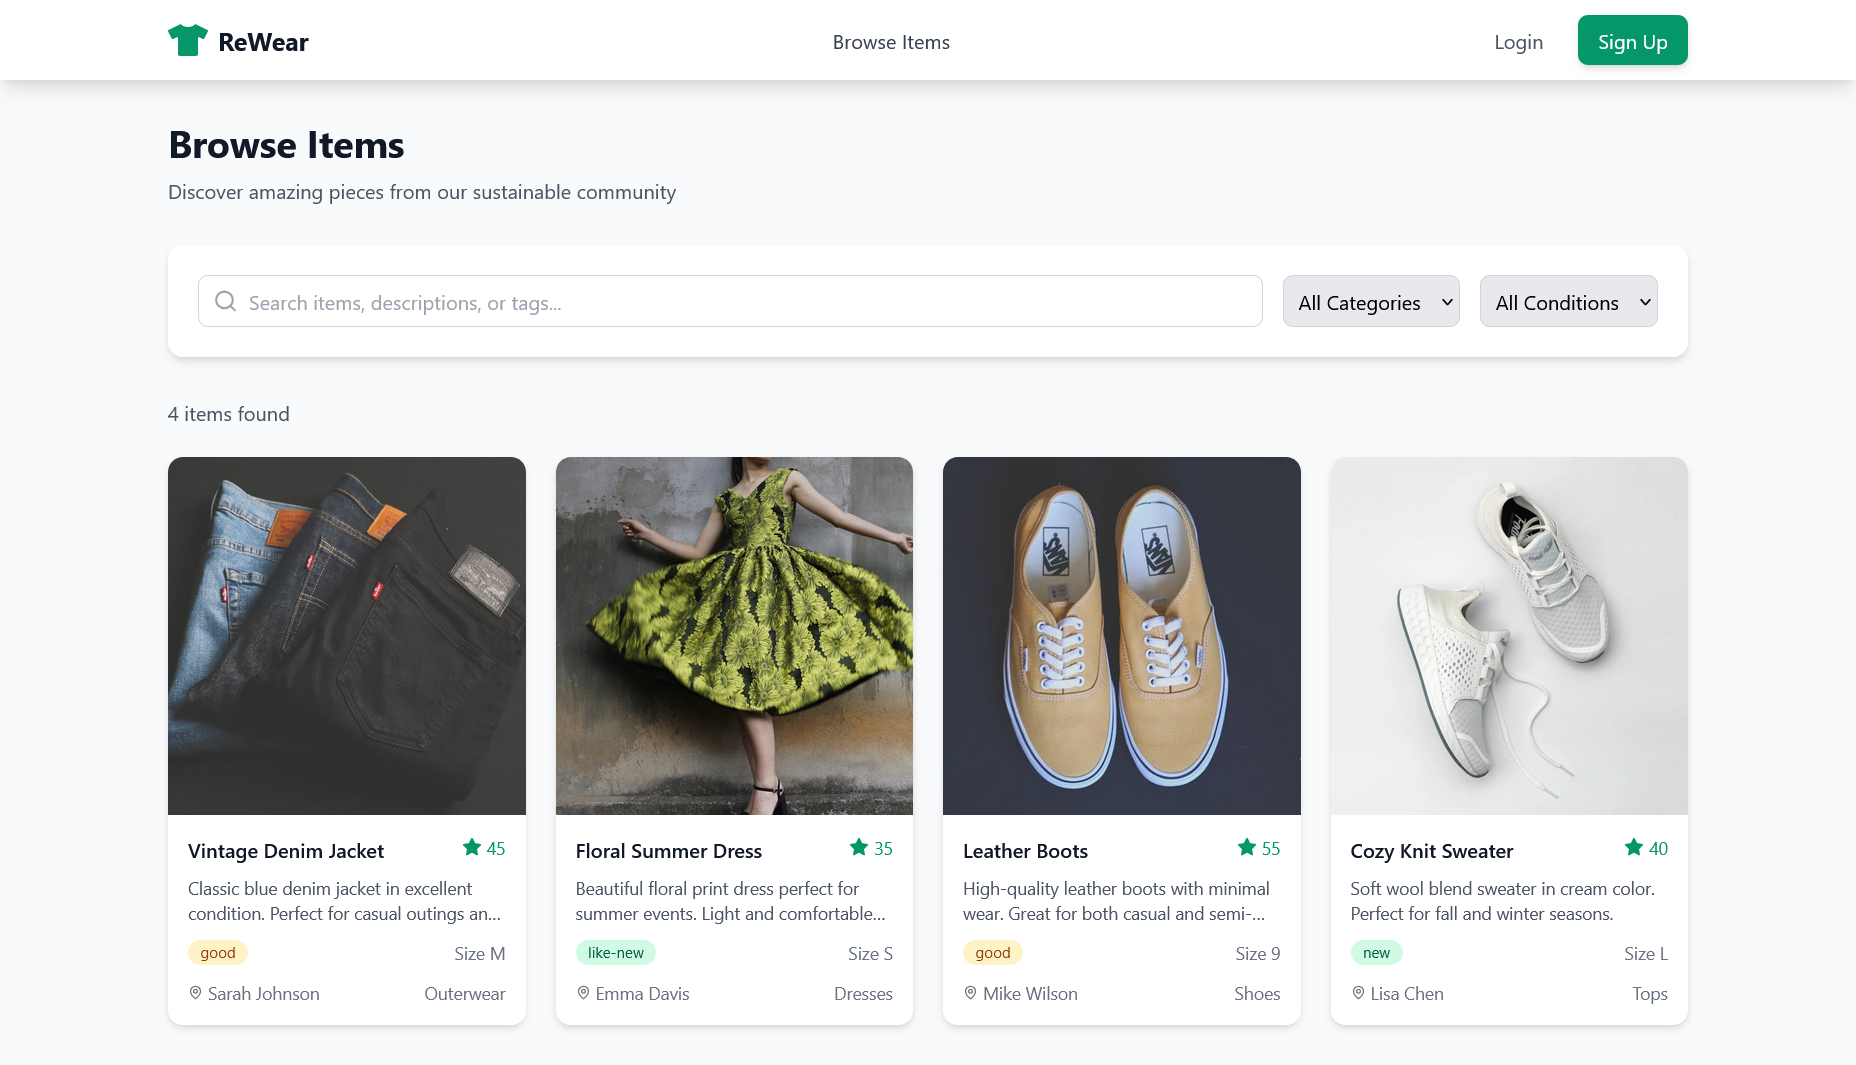 ReWear
Browse Items
Login
Sign Up
Browse Items
Discover amazing pieces from our sustainable community
Search items, descriptions, or tags...
All Categories
All Conditions
4 items found
VANS
VANS
Vintage Denim Jacket
45
Classic blue denim jacket in excellent
condition. Perfect for casual outings an...
good
Size M
Sarah Johnson
Outerwear
Floral Summer Dress
35
Beautiful floral print dress perfect for
summer events. Light and comfortable...
like-new
Size S
Emma Davis
Dresses
Leather Boots
55
High-quality leather boots with minimal
wear. Great for both casual and semi-...
good
Size 9
Mike Wilson
Shoes
Cozy Knit Sweater
40
Soft wool blend sweater in cream color.
Perfect for fall and winter seasons.
new
Size L
Lisa Chen
Tops